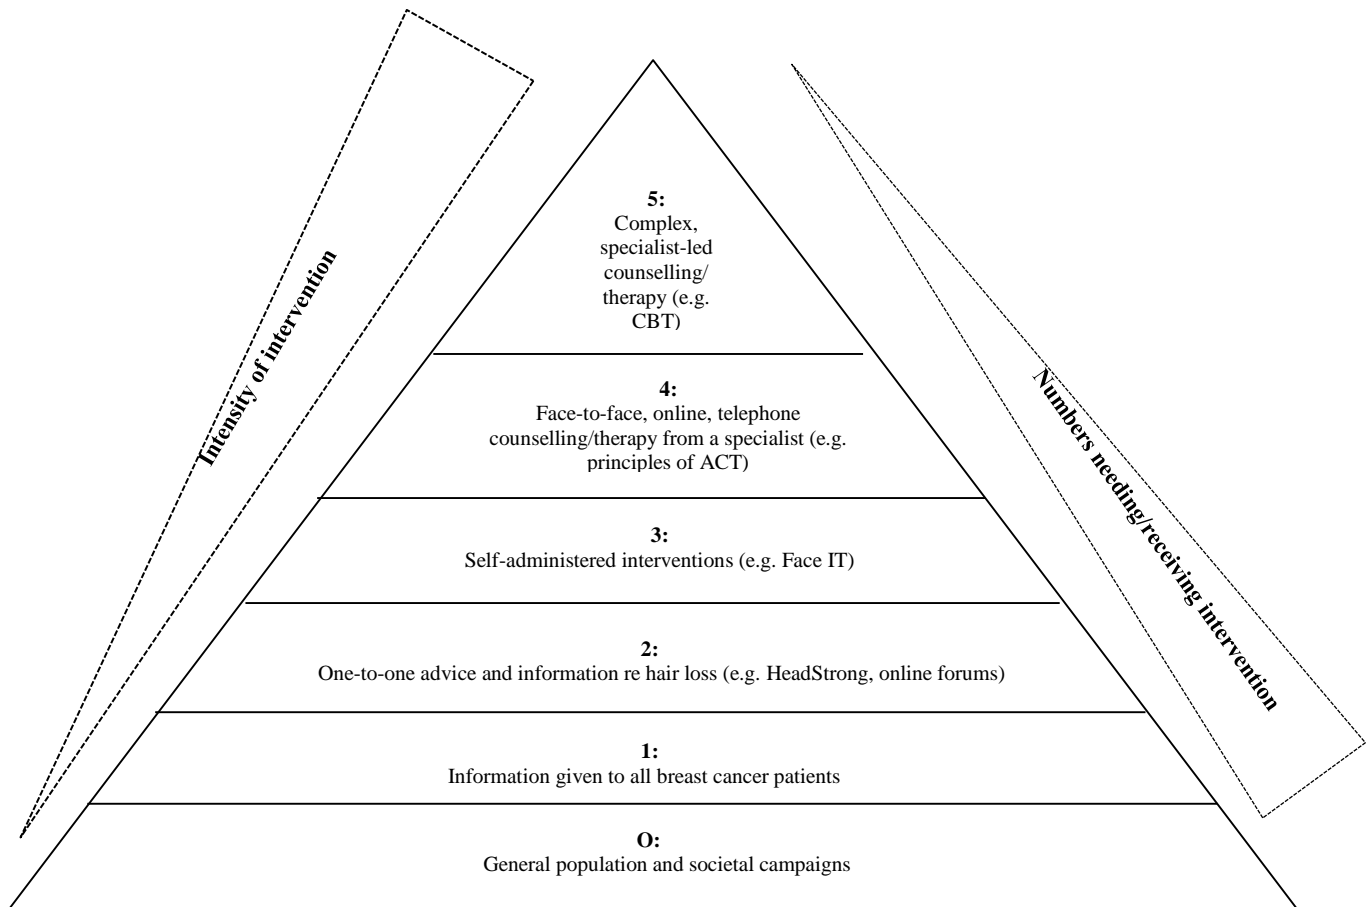 5:
Complex,
specialist-led
counselling/
therapy (e.g.
CBT)
Intensity of intervention
4:
Face-to-face, online, telephone
counselling/therapy from a specialist (e.g.
principles of ACT)
Numbers needing/receiving intervention
3:
Self-administered interventions (e.g. Face IT)
2:
One-to-one advice and information re hair loss (e.g. HeadStrong, online forums)
1:
Information given to all breast cancer patients
O:
General population and societal campaigns